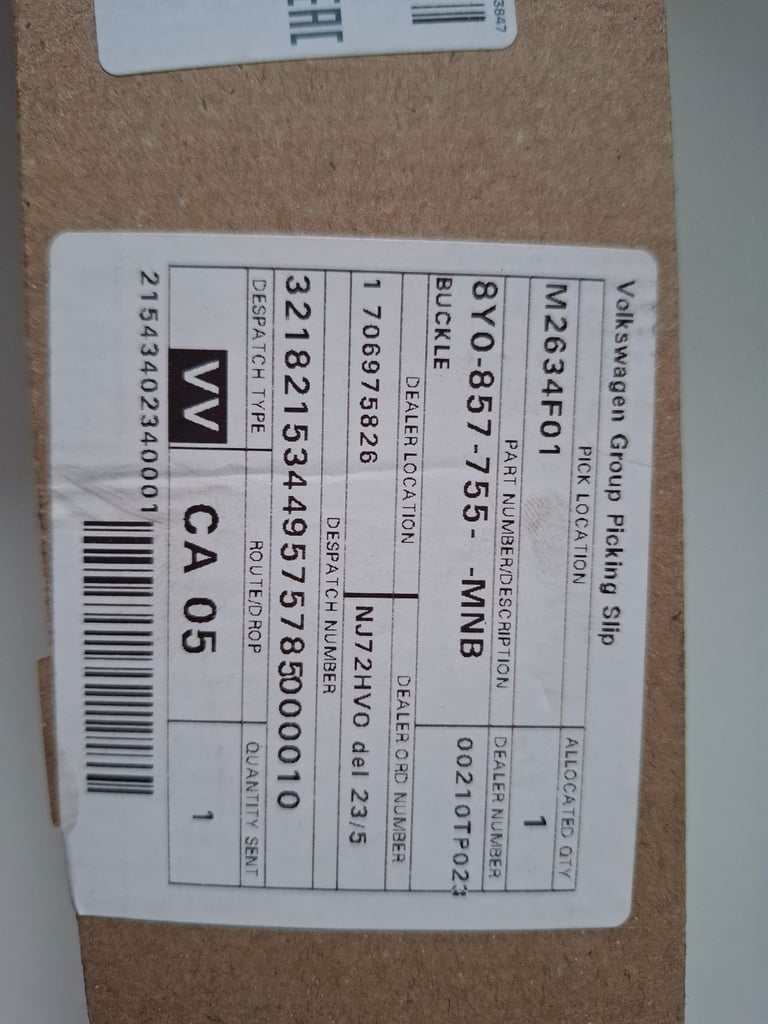 3847
EAC
Volkswagen Group Picking Slip
PICK LOCATION ALLOCATED QTY
M2634F01 1
PART NUMBER/DESCRIPTION DEALER NUMBER
8Y0-857-755- -MNB 00210TP023
BUCKLE
DEALER LOCATION DEALER ORD NUMBER
1 706975826 NJ72HVO del 23/5
DESPATCH NUMBER
32182153449575785000010
DESPATCH TYPE ROUTE/DROP QUANTITY SENT
VV CA 05 1
21543402340001